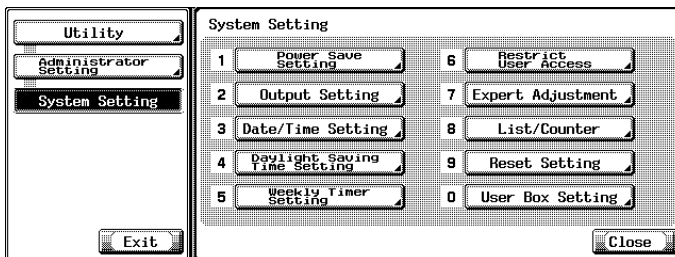 Utility
Administrator
Setting
System Setting
Exit
System Setting
1 Power Save
Setting
2 Output Setting
3 Date/Time Setting
4 Daylight Saving
Time Setting
5 Weekly Timer
Setting
6 Restrict
User Access
7 Expert Adjustment
8 List/Counter
9 Reset Setting
0 User Box Setting
Close